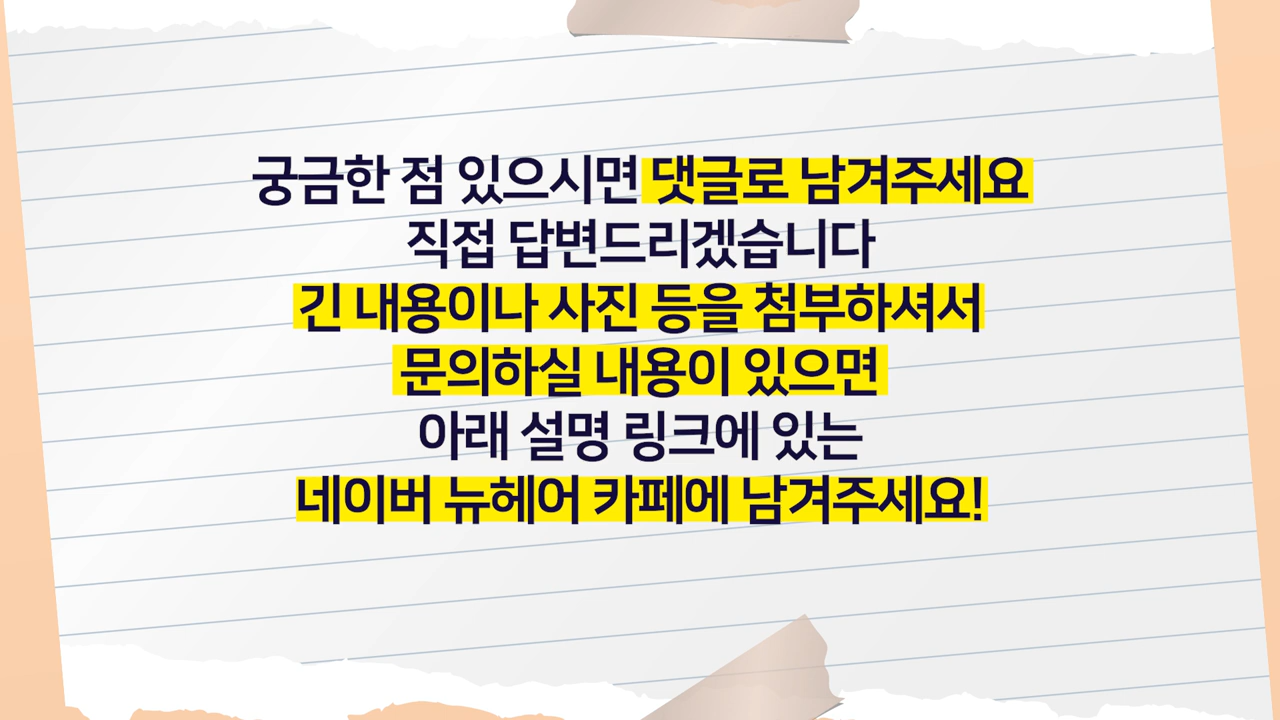 궁금한 점 있으시면 댓글로 남겨주세요
직접 답변드리겠습니다
긴 내용이나 사진 등을 첨부하셔서
문의하실 내용이 있으면
아래 설명 링크에 있는
네이버 뉴헤어 카페에 남겨주세요!